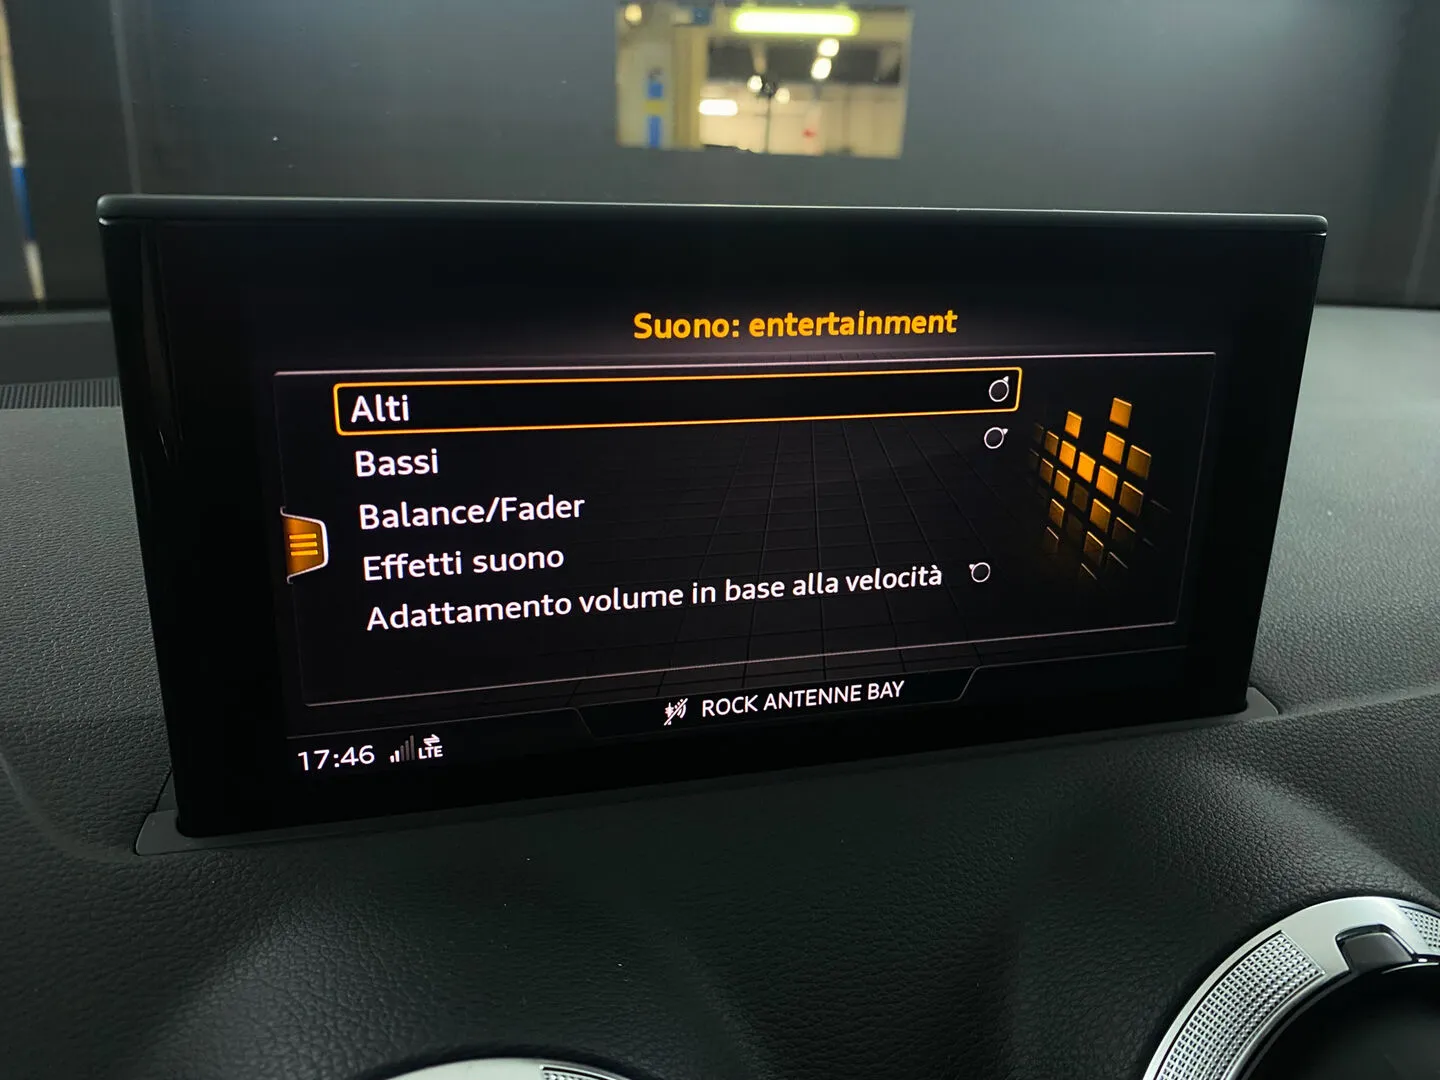 Suono: entertainment
Alti
Bassi
Balance/Fader
Effetti suono
Adattamento volume in base alla velocità
ROCK ANTENNE BAY
17:46 LTE